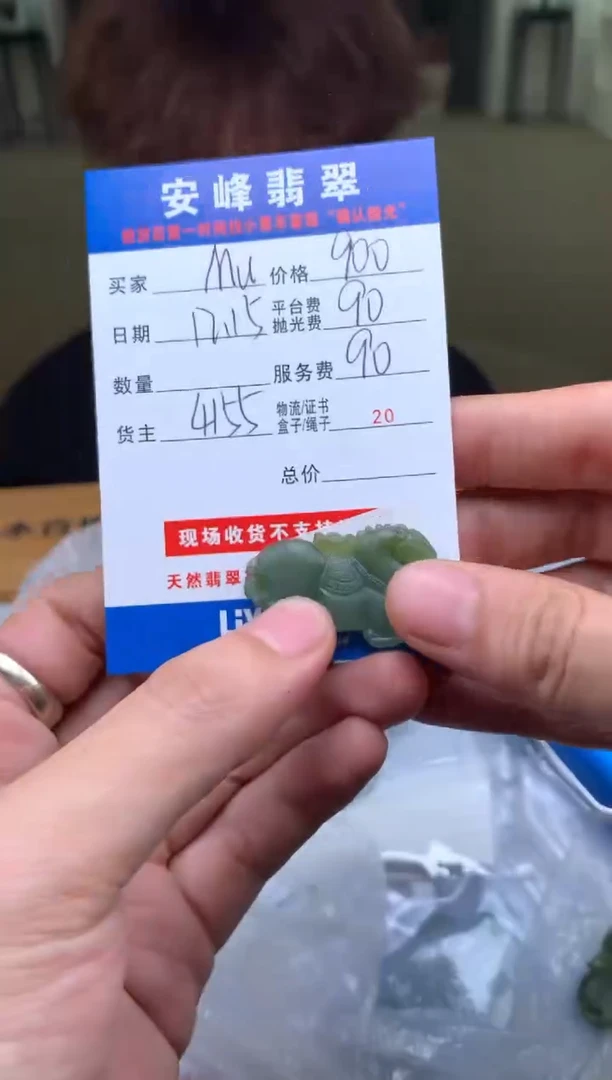 安峰翡翠
买家 Mu 价格 900
日期 12.15 平台费 抛光费 90
数量 服务费 90
货主 4155 物流/证书 盒子/绳子 20
总价
现场收货不支持
天然翡翠